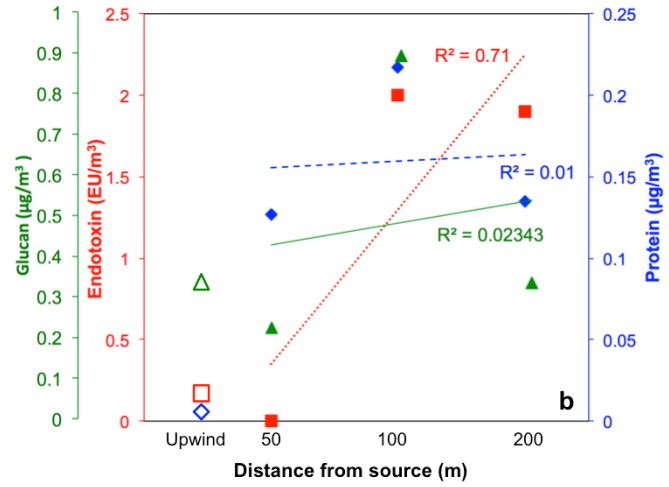 Glucan (µg/m³ )
0.9
0.8
0.7
0.6
0.5
0.4
0.3
0.2
0.1
0
Endotoxin (EU/m³)
2.5
2
1.5
1
0.5
0
R² = 0.71
R² = 0.01
R² = 0.02343
b
0.25
0.20
0.15
0.10
0.05
0
Protein (µg/m³)
Upwind 50 100 200
Distance from source (m)